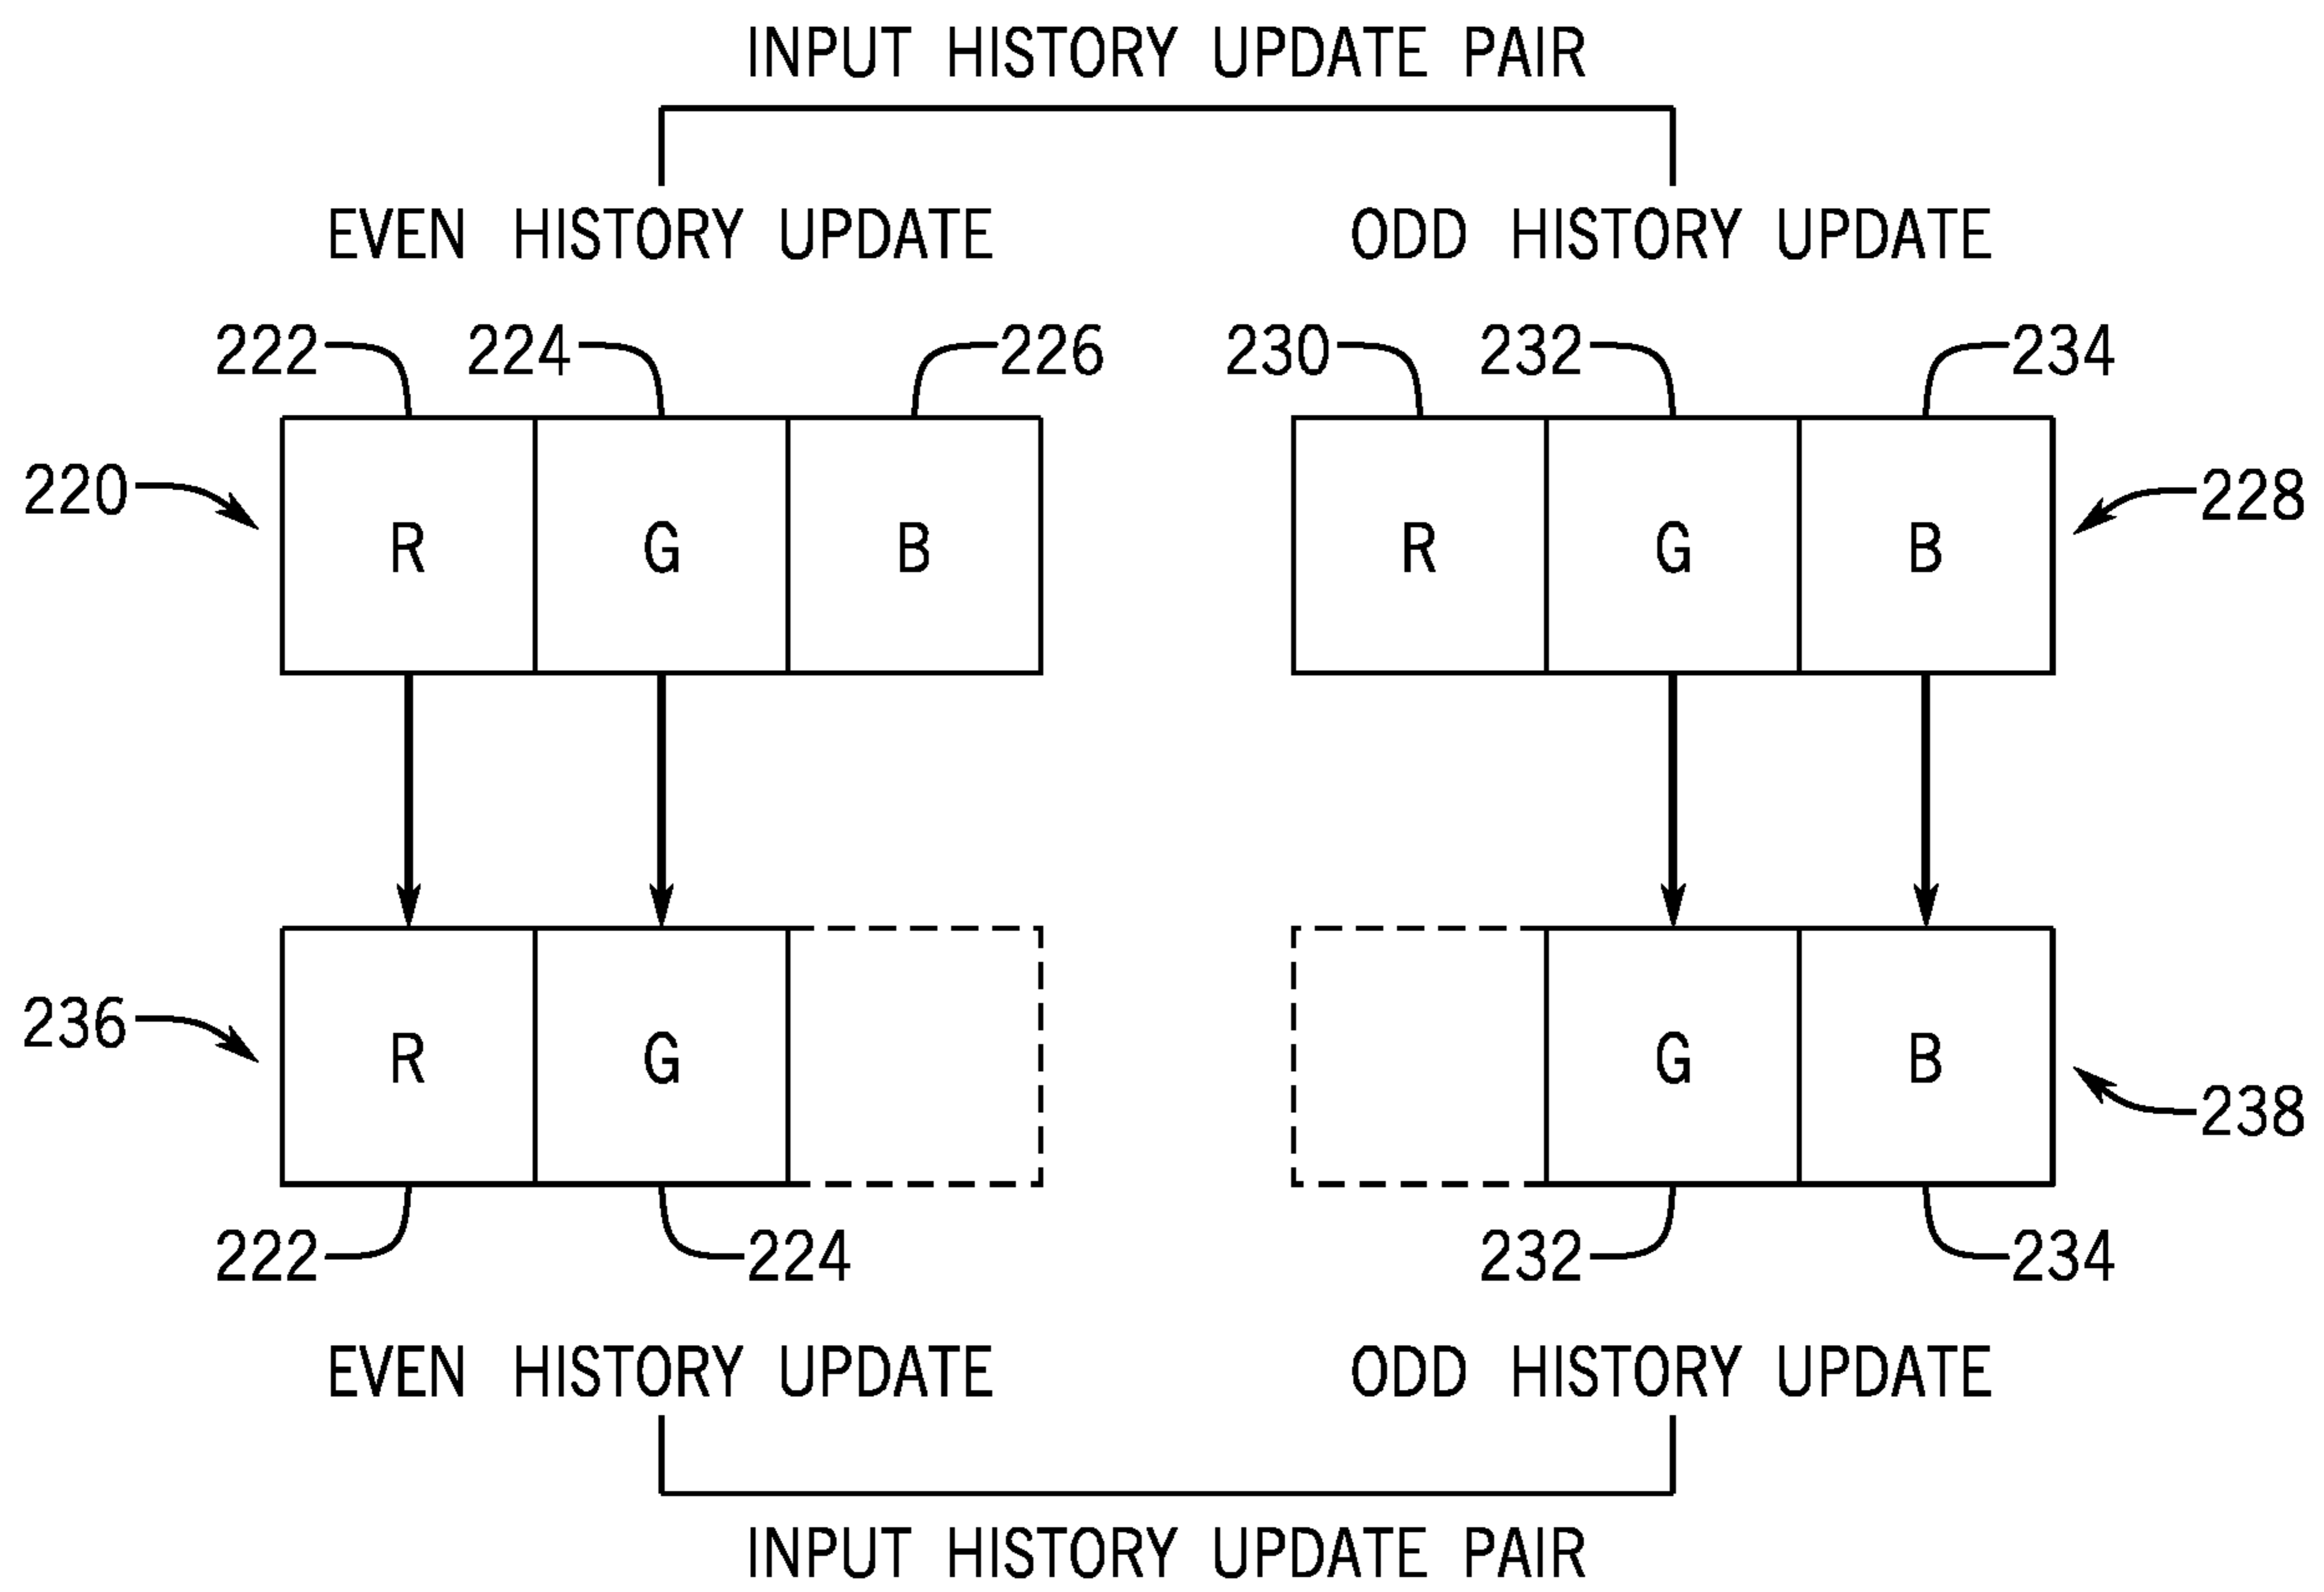 INPUT HISTORY UPDATE PAIR
EVEN HISTORY UPDATE ODD HISTORY UPDATE
222 224 226 230 232 234
220 R G B R G B 228
236 R G G B 238
222 224 232 234
EVEN HISTORY UPDATE ODD HISTORY UPDATE
INPUT HISTORY UPDATE PAIR